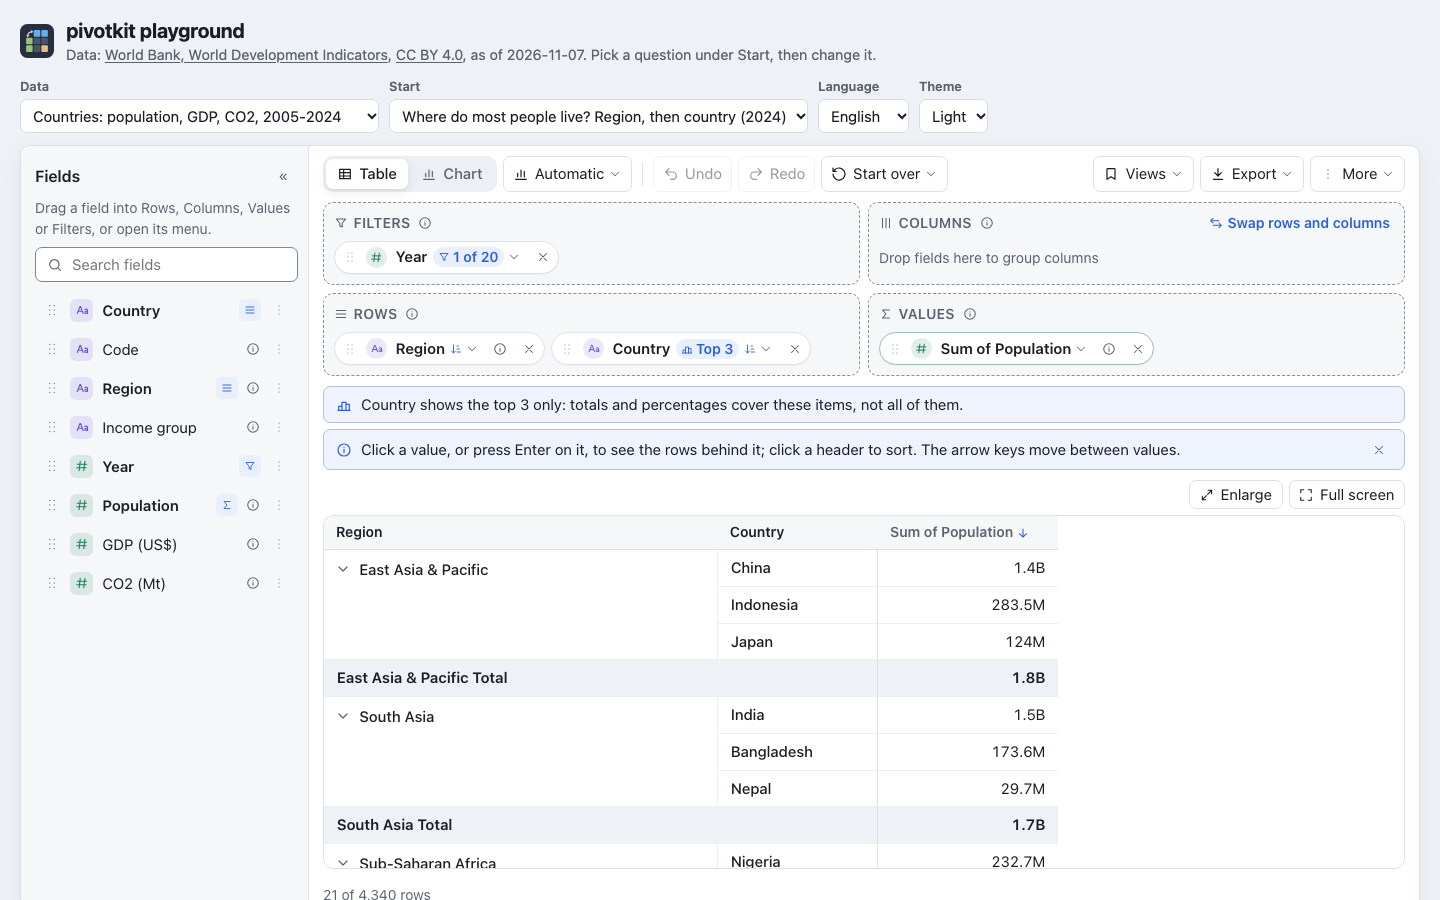 pivotkit playground
Data: World Bank, World Development Indicators, CC BY 4.0, as of 2026-11-07. Pick a question under Start, then change it.
Data
Start
Language
Theme
Countries: population, GDP, CO2, 2005-2024
Where do most people live? Region, then country (2024)
English
Light
Fields
«
Drag a field into Rows, Columns, Values
or Filters, or open its menu.
Search fields
Aa Country
Aa Code
Aa Region
Aa Income group
# Year
# Population Σ
# GDP (US$)
# CO2 (Mt)
Table
Chart
Automatic
Undo
Redo
Start over
Views
Export
More
FILTERS
# Year 1 of 20
COLUMNS
Swap rows and columns
Drop fields here to group columns
ROWS
Aa Region
Aa Country Top 3
Σ VALUES
# Sum of Population
Country shows the top 3 only: totals and percentages cover these items, not all of them.
Click a value, or press Enter on it, to see the rows behind it; click a header to sort. The arrow keys move between values.
Enlarge
Full screen
Region Country Sum of Population ↓
East Asia & Pacific China 1.4B
Indonesia 283.5M
Japan 124M
East Asia & Pacific Total 1.8B
South Asia India 1.5B
Bangladesh 173.6M
Nepal 29.7M
South Asia Total 1.7B
Sub-Saharan Africa Nigeria 232.7M
21 of 4,340 rows